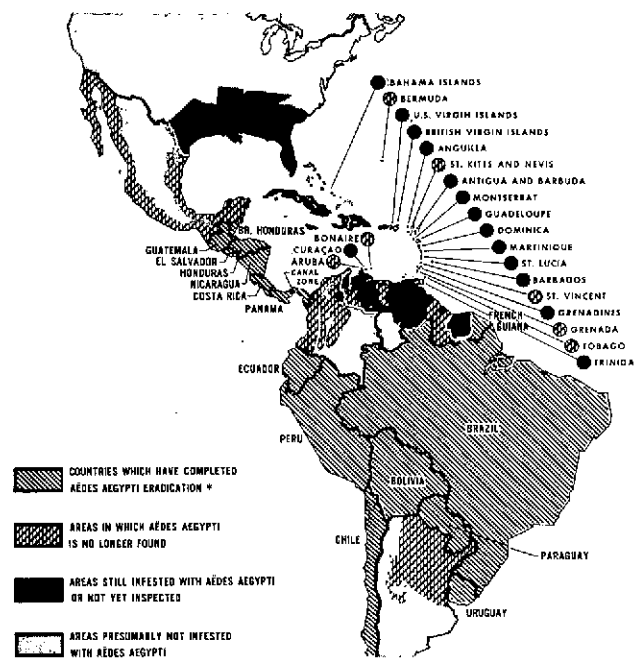 BAHAMA ISLANDS
BERMUDA
U.S. VIRGIN ISLANDS
BRITISH VIRGIN ISLANDS
ANGUILLA
ST. KITTS AND NEVIS
ANTIGUA AND BARBUDA
MONTSERRAT
GUADELOUPE
DOMINICA
MARTINIQUE
ST. LUCIA
BARBADOS
ST. VINCENT
GRENADINES
GRENADA
TOBAGO
TRINIDA
BR. HONDURAS
GUATEMALA
EL SALVADOR
HONDURAS
NICARAGUA
COSTA RICA
PANAMA
BONAIRE
CURAÇAO
ARUBA
CANAL
ZONE
FRENCH
GUIANA
ECUADOR
PERU
BRAZIL
BOLIVIA
CHILE
PARAGUAY
URUGUAY
COUNTRIES WHICH HAVE COMPLETED
AËDES AEGYPTI ERADICATION *
AREAS IN WHICH AËDES AEGYPTI
IS NO LONGER FOUND
AREAS STILL INFESTED WITH AËDES AEGYPTI
OR NOT YET INSPECTED
AREAS PRESUMABLY NOT INFESTED
WITH AËDES AEGYPTI